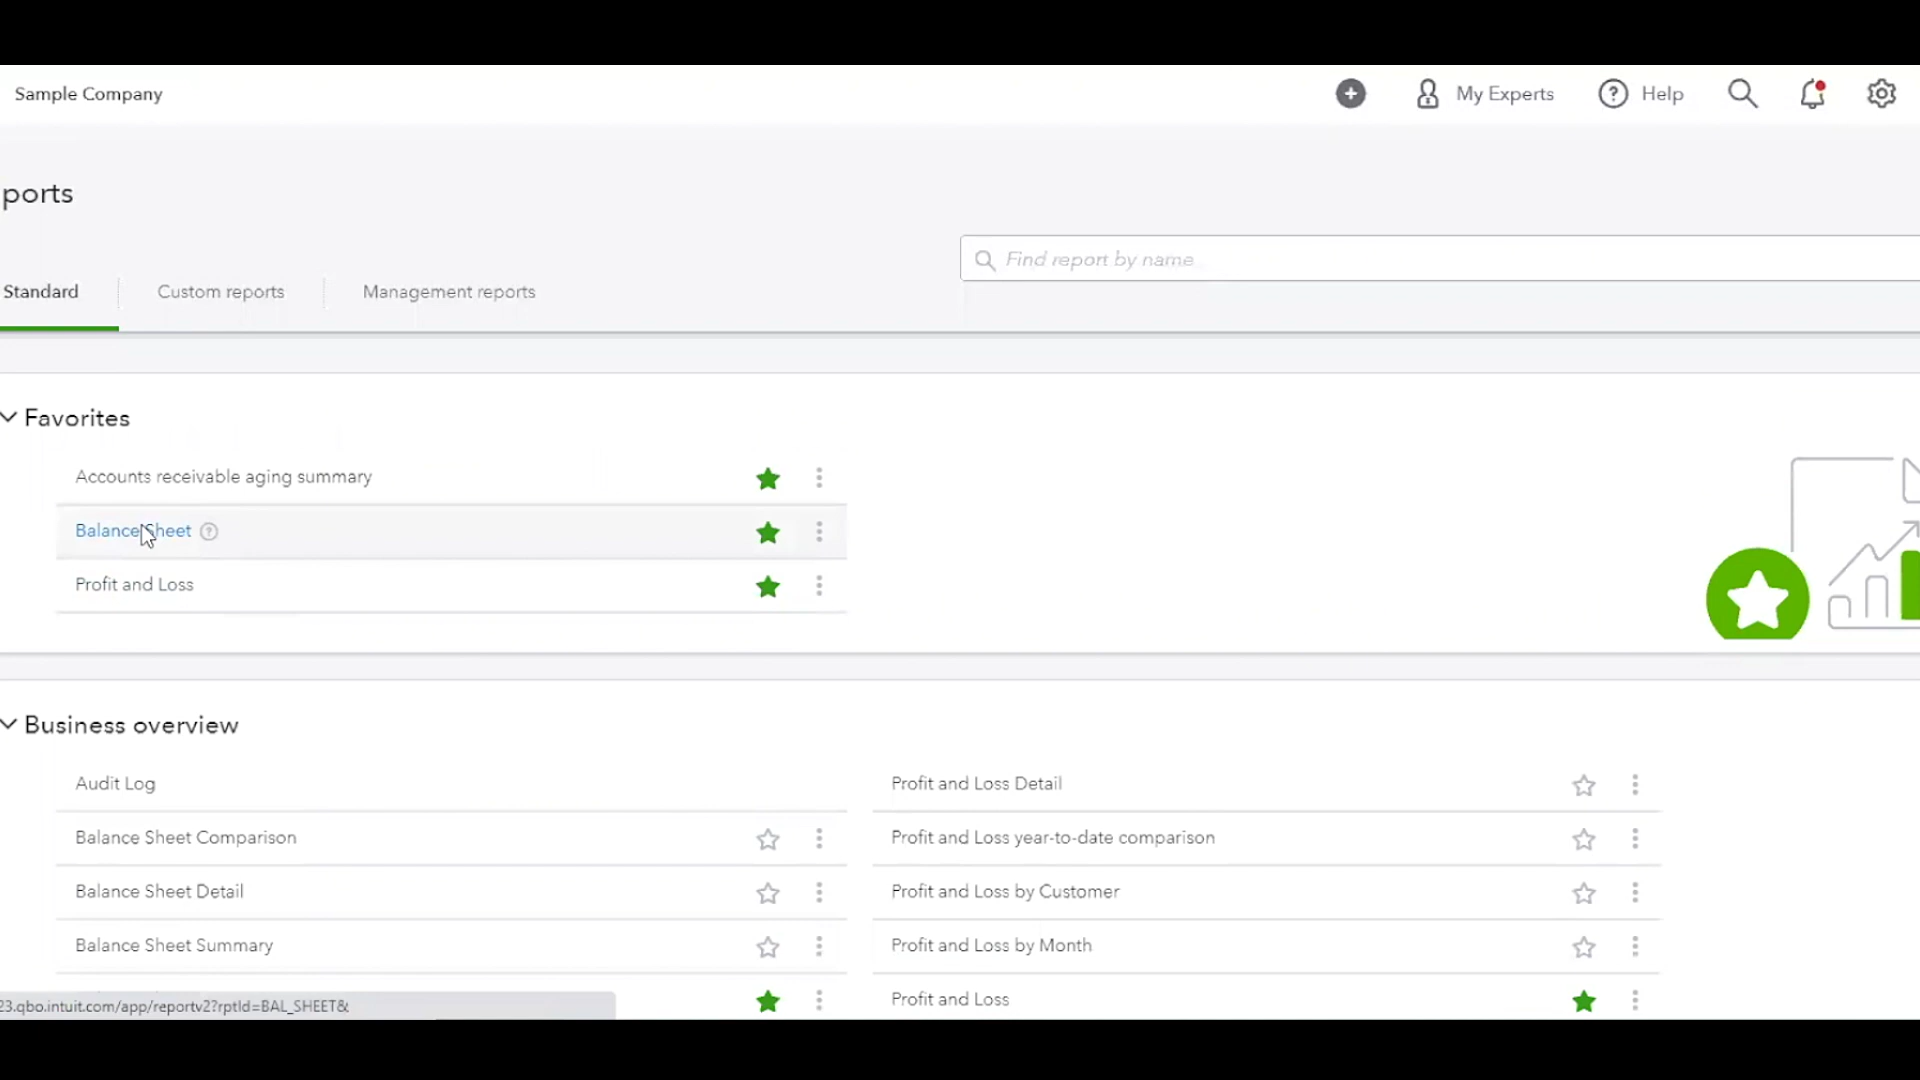 Sample Company
My Experts
Help
ports
Find report by name
Standard
Custom reports
Management reports
Favorites
Accounts receivable aging summary
Balance Sheet
Profit and Loss
Business overview
Audit Log
Profit and Loss Detail
Balance Sheet Comparison
Profit and Loss year-to-date comparison
Balance Sheet Detail
Profit and Loss by Customer
Balance Sheet Summary
Profit and Loss by Month
Profit and Loss
23.qbo.intuit.com/app/reportv2?rptId=BAL_SHEET&